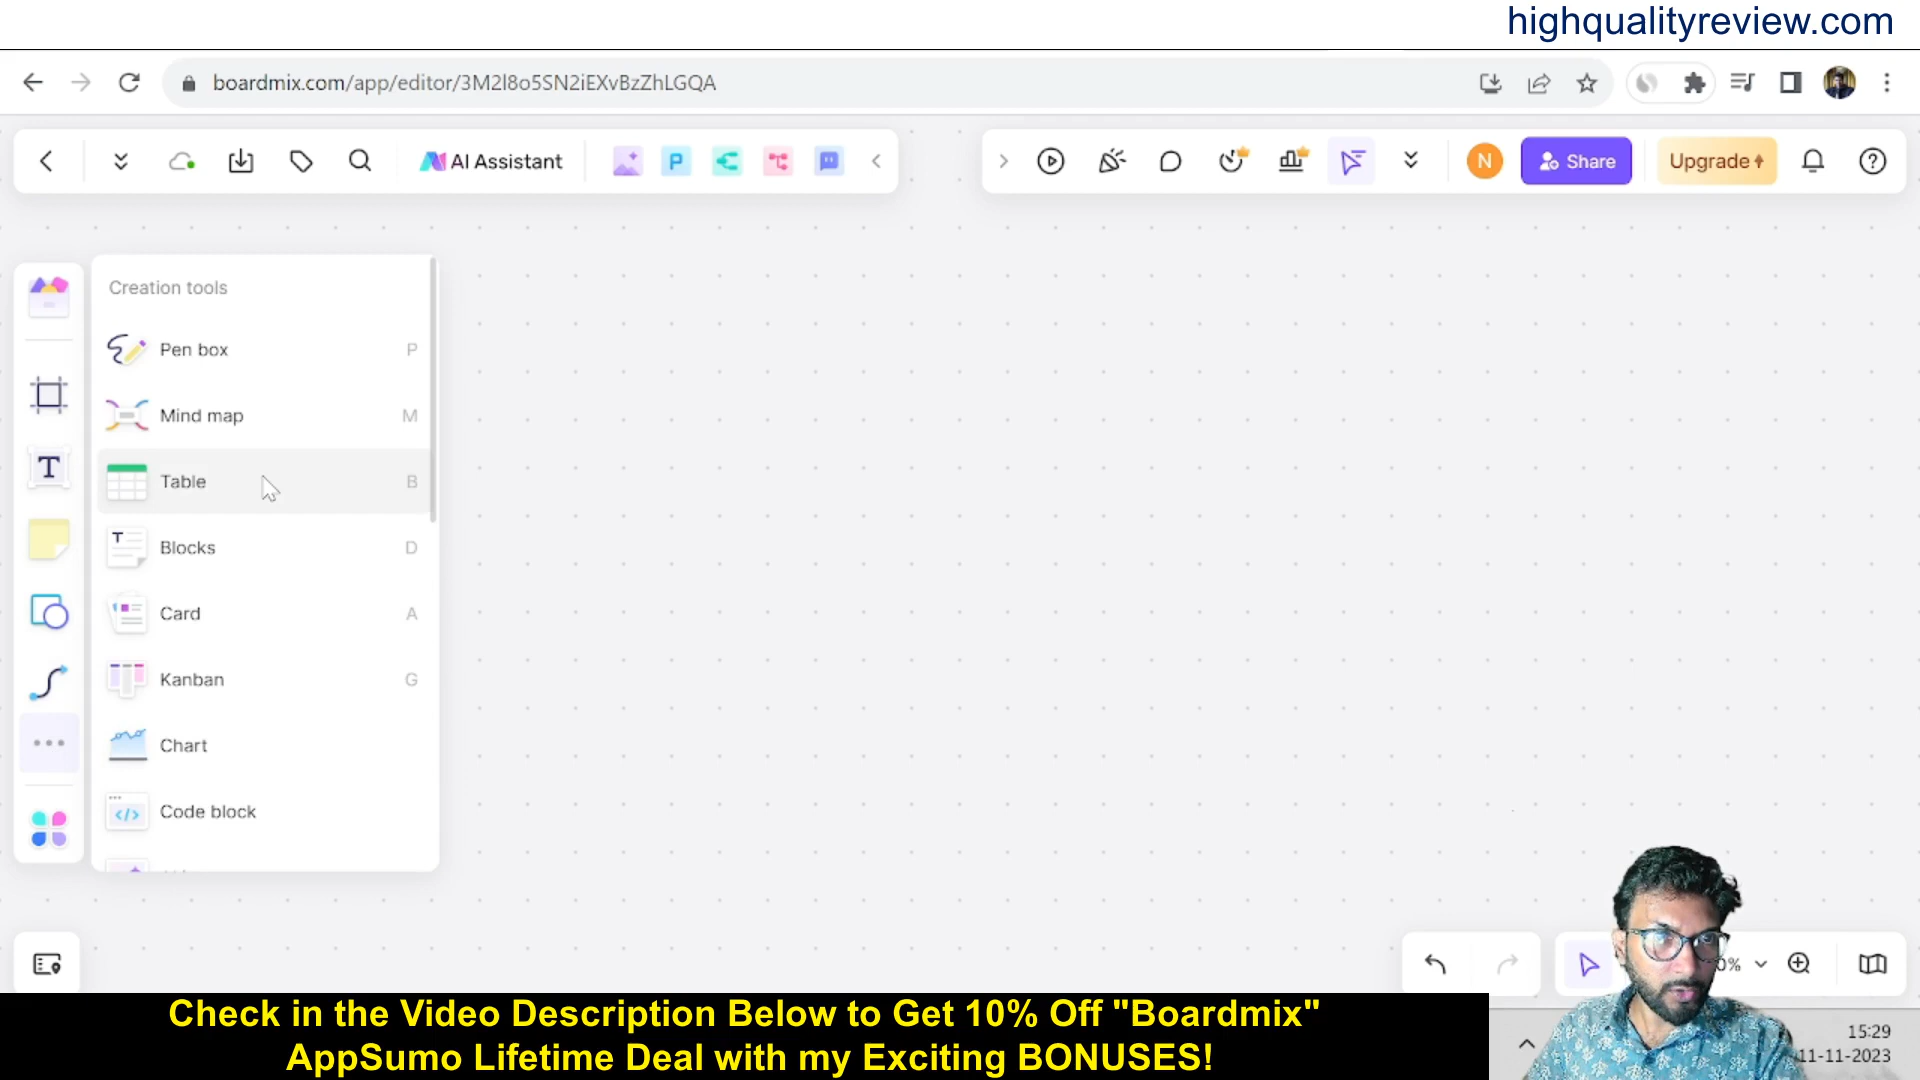 highqualityreview.com
boardmix.com/app/editor/3M2l8o5SN2iEXvBzZhLGQA
AI Assistant
P
N
Share
Upgrade
Creation tools
Pen box P
Mind map M
T
Table B
Blocks D
Card A
Kanban G
Chart
Code block
0%
Check in the Video Description Below to Get 10% Off "Boardmix"
AppSumo Lifetime Deal with my Exciting BONUSES!
15:29
11-11-2023